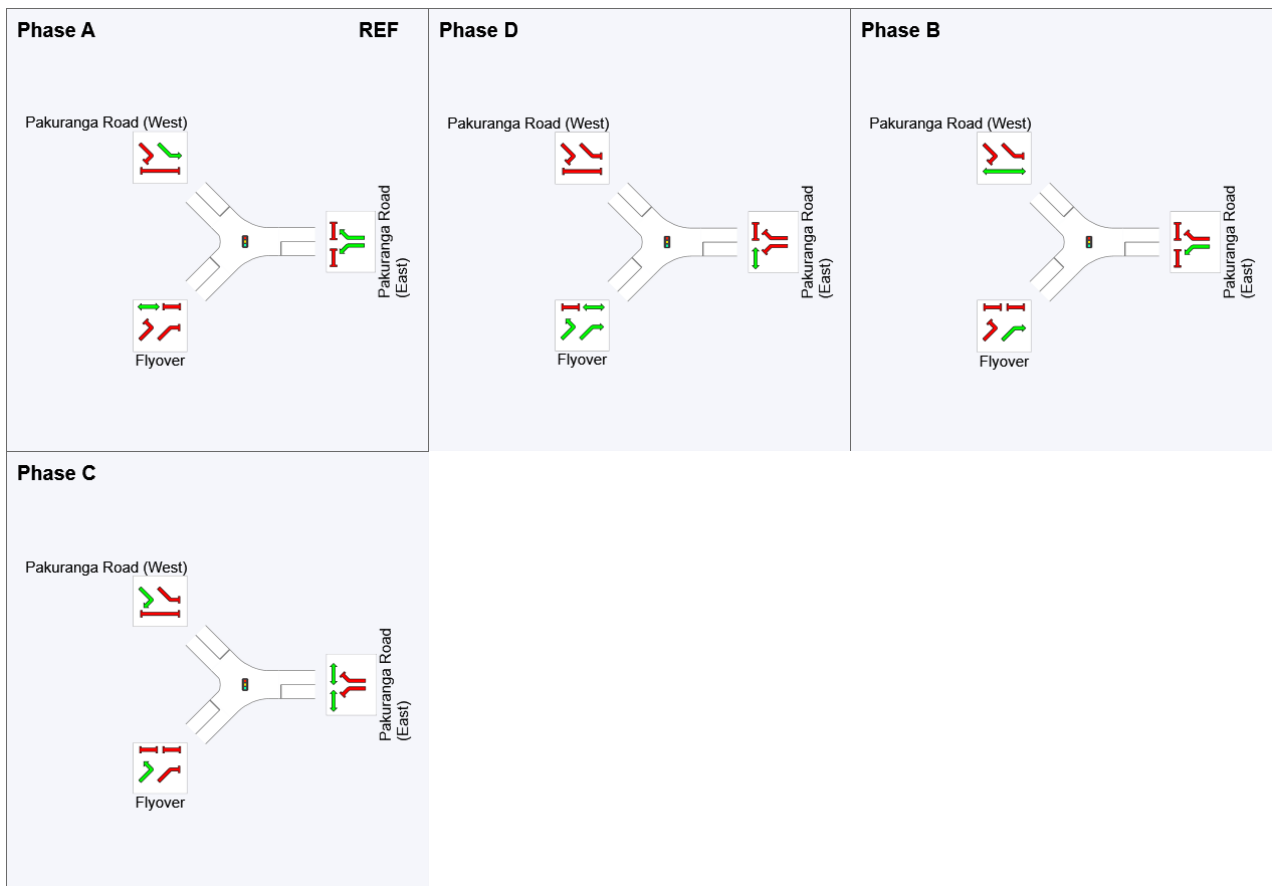 Phase A
REF
Pakuranga Road (West)
Pakuranga Road
(East)
Flyover
Phase D
Pakuranga Road (West)
Pakuranga Road
(East)
Flyover
Phase B
Pakuranga Road (West)
Pakuranga Road
(East)
Flyover
Phase C
Pakuranga Road (West)
Pakuranga Road
(East)
Flyover